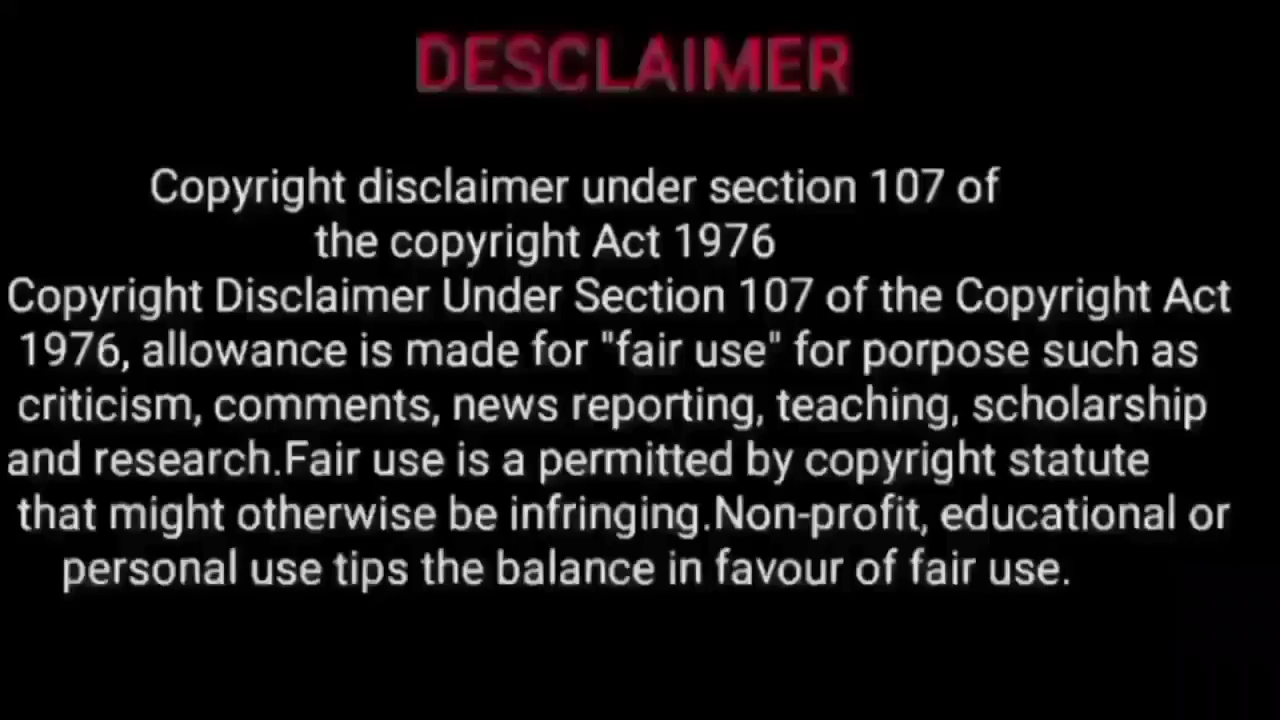 DESCLAIMER
Copyright disclaimer under section 107 of
the copyright Act 1976
Copyright Disclaimer Under Section 107 of the Copyright Act
1976, allowance is made for "fair use" for porpose such as
criticism, comments, news reporting, teaching, scholarship
and research.Fair use is a permitted by copyright statute
that might otherwise be infringing.Non-profit, educational or
personal use tips the balance in favour of fair use.